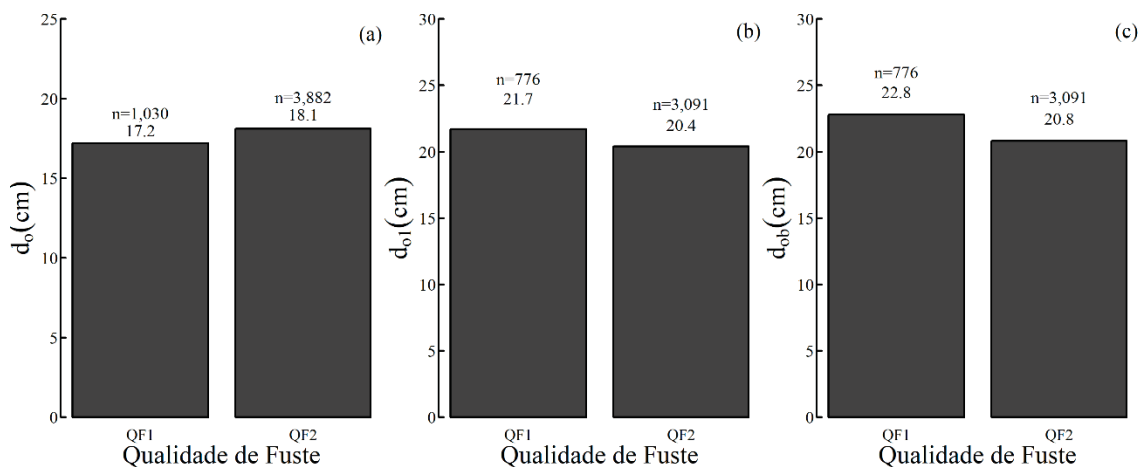 (a)
d₀(cm)
25
20
15
10
5
0
n=1,030
17.2
n=3,882
18.1
QF1
QF2
Qualidade de Fuste
(b)
d₀₁(cm)
30
25
20
15
10
5
0
n=776
21.7
n=3,091
20.4
QF1
QF2
Qualidade de Fuste
(c)
d₀b(cm)
30
25
20
15
10
5
0
n=776
22.8
n=3,091
20.8
QF1
QF2
Qualidade de Fuste